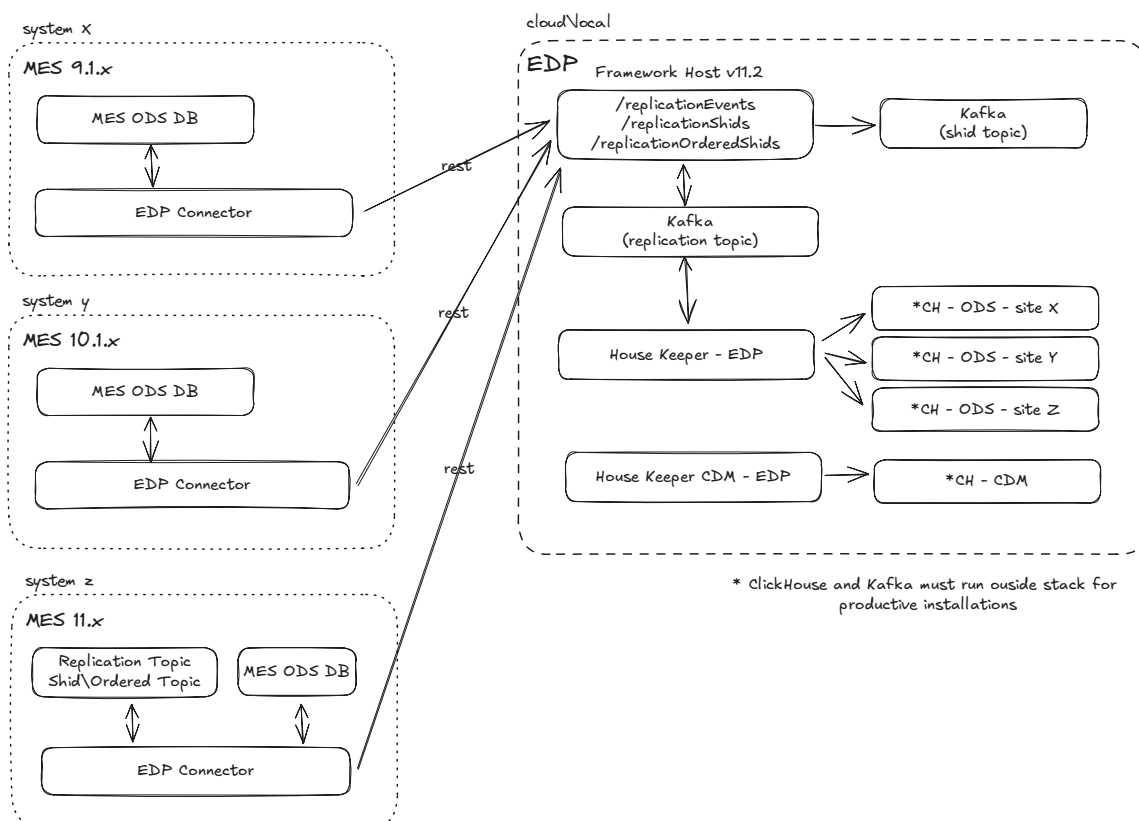 system x
MES 9.1.x
MES ODS DB
EDP Connector
rest
system y
MES 10.1.x
MES ODS DB
EDP Connector
rest
system z
MES 11.x
Replication Topic
Shid\Ordered Topic
MES ODS DB
EDP Connector
rest
cloud\local
EDP
Framework Host v11.2
/replicationEvents
/replicationShids
/replicationOrderedShids
Kafka
(shid topic)
Kafka
(replication topic)
House Keeper - EDP
*CH - ODS - site X
*CH - ODS - site Y
*CH - ODS - site Z
House Keeper CDM - EDP
*CH - CDM
* ClickHouse and Kafka must run ouside stack for
productive installations